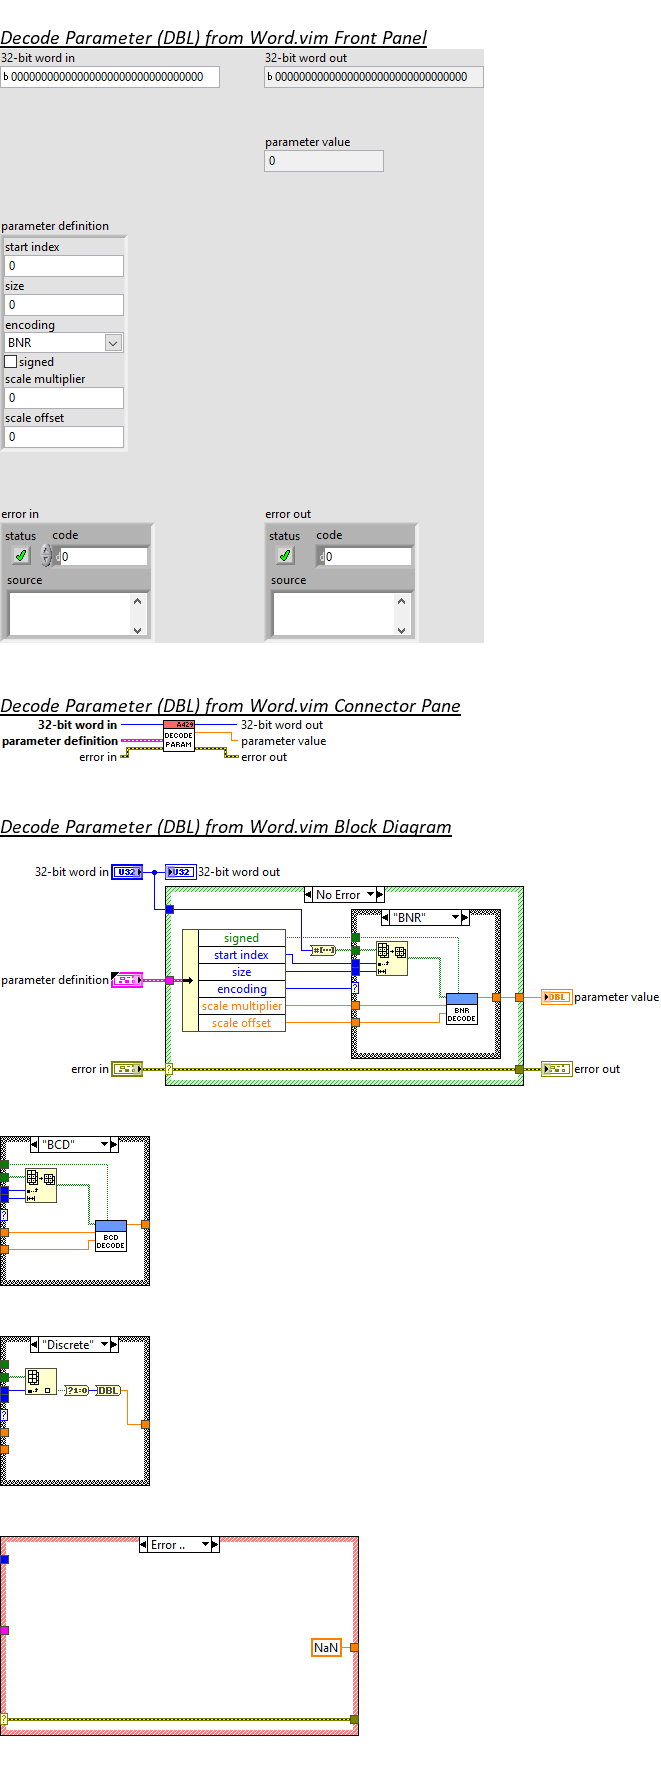 Decode Parameter (DBL) from Word.vim Front Panel
32-bit word in 32-bit word out
b 00000000000000000000000000000000 b 00000000000000000000000000000000
parameter value
0
parameter definition
start index
0
size
0
encoding
BNR
signed
scale multiplier
0
scale offset
0
error in error out
status code status code
d 0 d 0
source source
Decode Parameter (DBL) from Word.vim Connector Pane
32-bit word in A429 32-bit word out
parameter definition DECODE parameter value
error in PARAM error out
Decode Parameter (DBL) from Word.vim Block Diagram
32-bit word in U32 U32 32-bit word out
No Error
"BNR"
signed
start index #[...]
size
parameter definition
encoding ?
scale multiplier BNR DBL parameter value
scale offset DECODE
error in ? error out
"BCD"
?
BCD
DECODE
"Discrete"
?1:0 DBL
?
Error ..
NaN
?